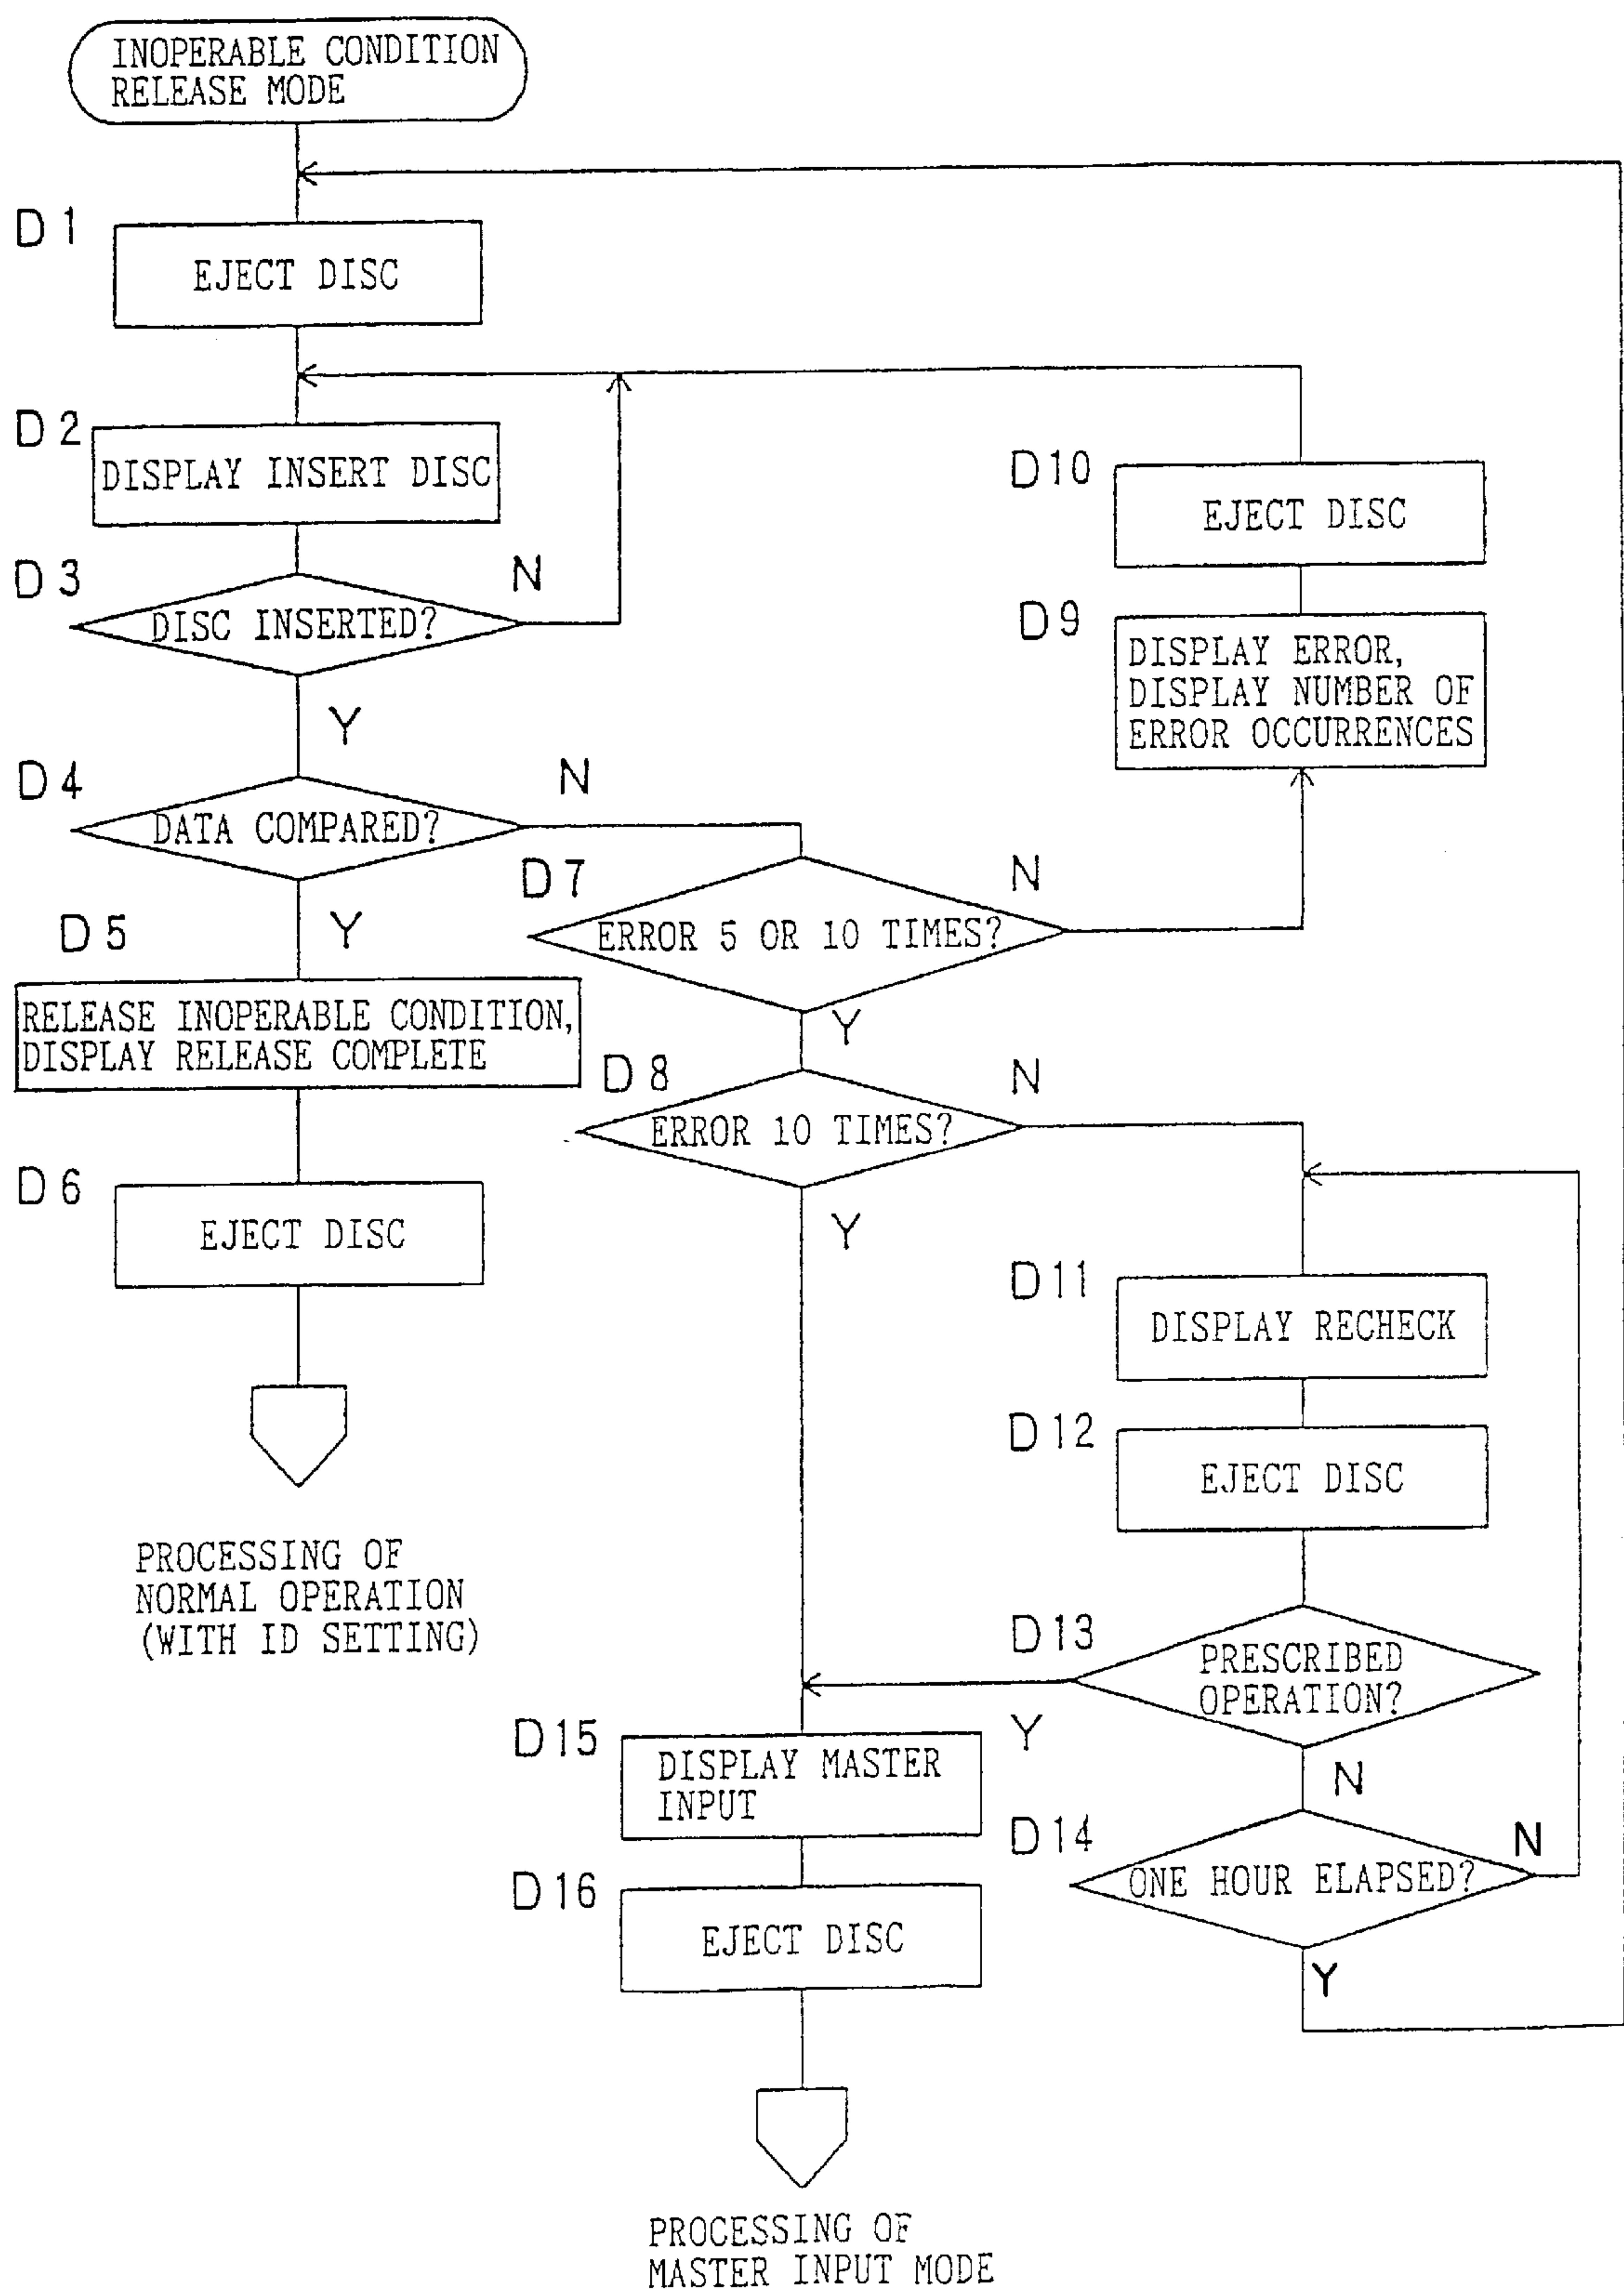 INOPERABLE CONDITION
RELEASE MODE
D1
EJECT DISC
D2
DISPLAY INSERT DISC
D3
DISC INSERTED?
N
Y
D4
DATA COMPARED?
N
Y
D5
RELEASE INOPERABLE CONDITION,
DISPLAY RELEASE COMPLETE
D6
EJECT DISC
PROCESSING OF
NORMAL OPERATION
(WITH ID SETTING)
D7
ERROR 5 OR 10 TIMES?
N
Y
D8
ERROR 10 TIMES?
N
Y
D9
DISPLAY ERROR,
DISPLAY NUMBER OF
ERROR OCCURRENCES
D10
EJECT DISC
D11
DISPLAY RECHECK
D12
EJECT DISC
D13
PRESCRIBED
OPERATION?
Y
N
D14
ONE HOUR ELAPSED?
N
Y
D15
DISPLAY MASTER
INPUT
D16
EJECT DISC
PROCESSING OF
MASTER INPUT MODE